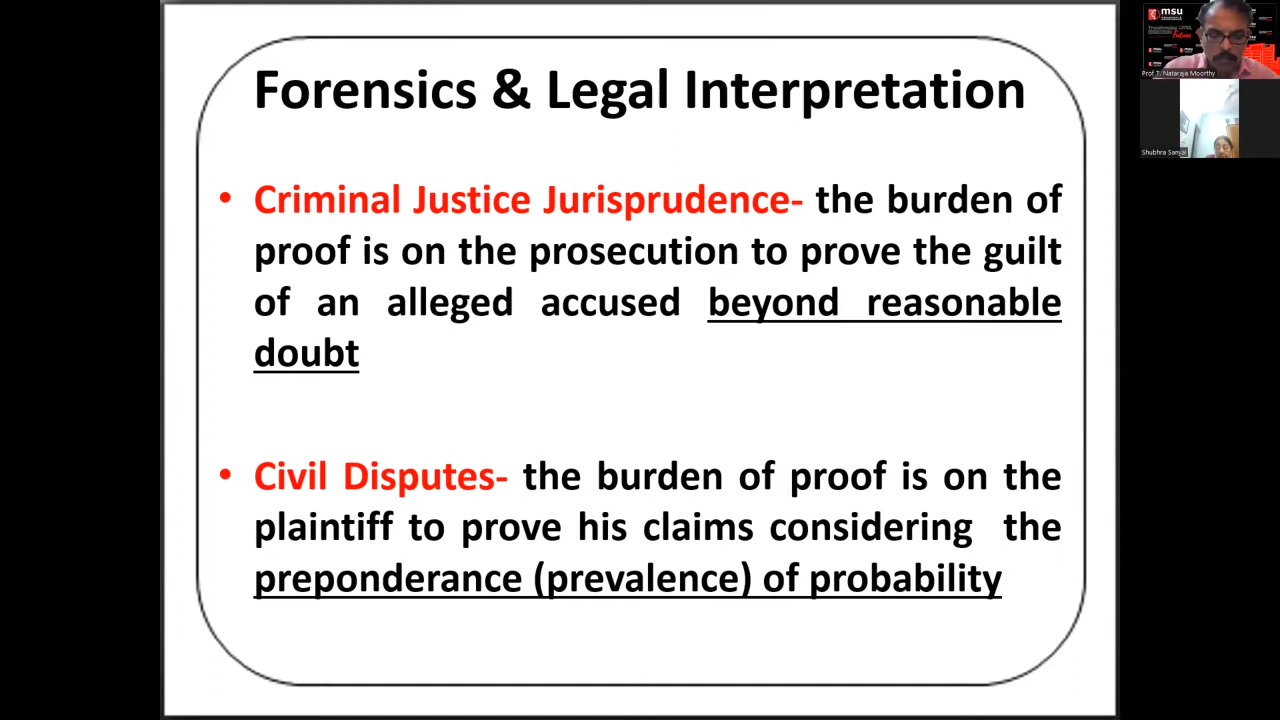 Forensics & Legal Interpretation
• Criminal Justice Jurisprudence- the burden of
proof is on the prosecution to prove the guilt
of an alleged accused beyond reasonable
doubt
• Civil Disputes- the burden of proof is on the
plaintiff to prove his claims considering the
preponderance (prevalence) of probability
msu
Prof T. Nataraja Moorthy
Shubhra Sanyal